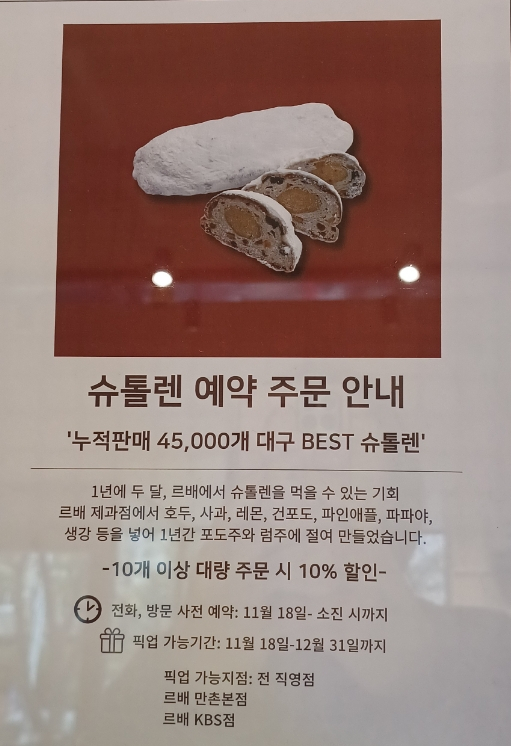 슈톨렌 예약 주문 안내
'누적판매 45,000개 대구 BEST 슈톨렌'
1년에 두 달, 르배에서 슈톨렌을 먹을 수 있는 기회
르배 제과점에서 호두, 사과, 레몬, 건포도, 파인애플, 파파야,
생강 등을 넣어 1년간 포도주와 럼주에 절여 만들었습니다.
-10개 이상 대량 주문 시 10% 할인-
전화, 방문 사전 예약: 11월 18일- 소진 시까지
픽업 가능기간: 11월 18일-12월 31일까지
픽업 가능지점: 전 직영점
르배 만촌본점
르배 KBS점